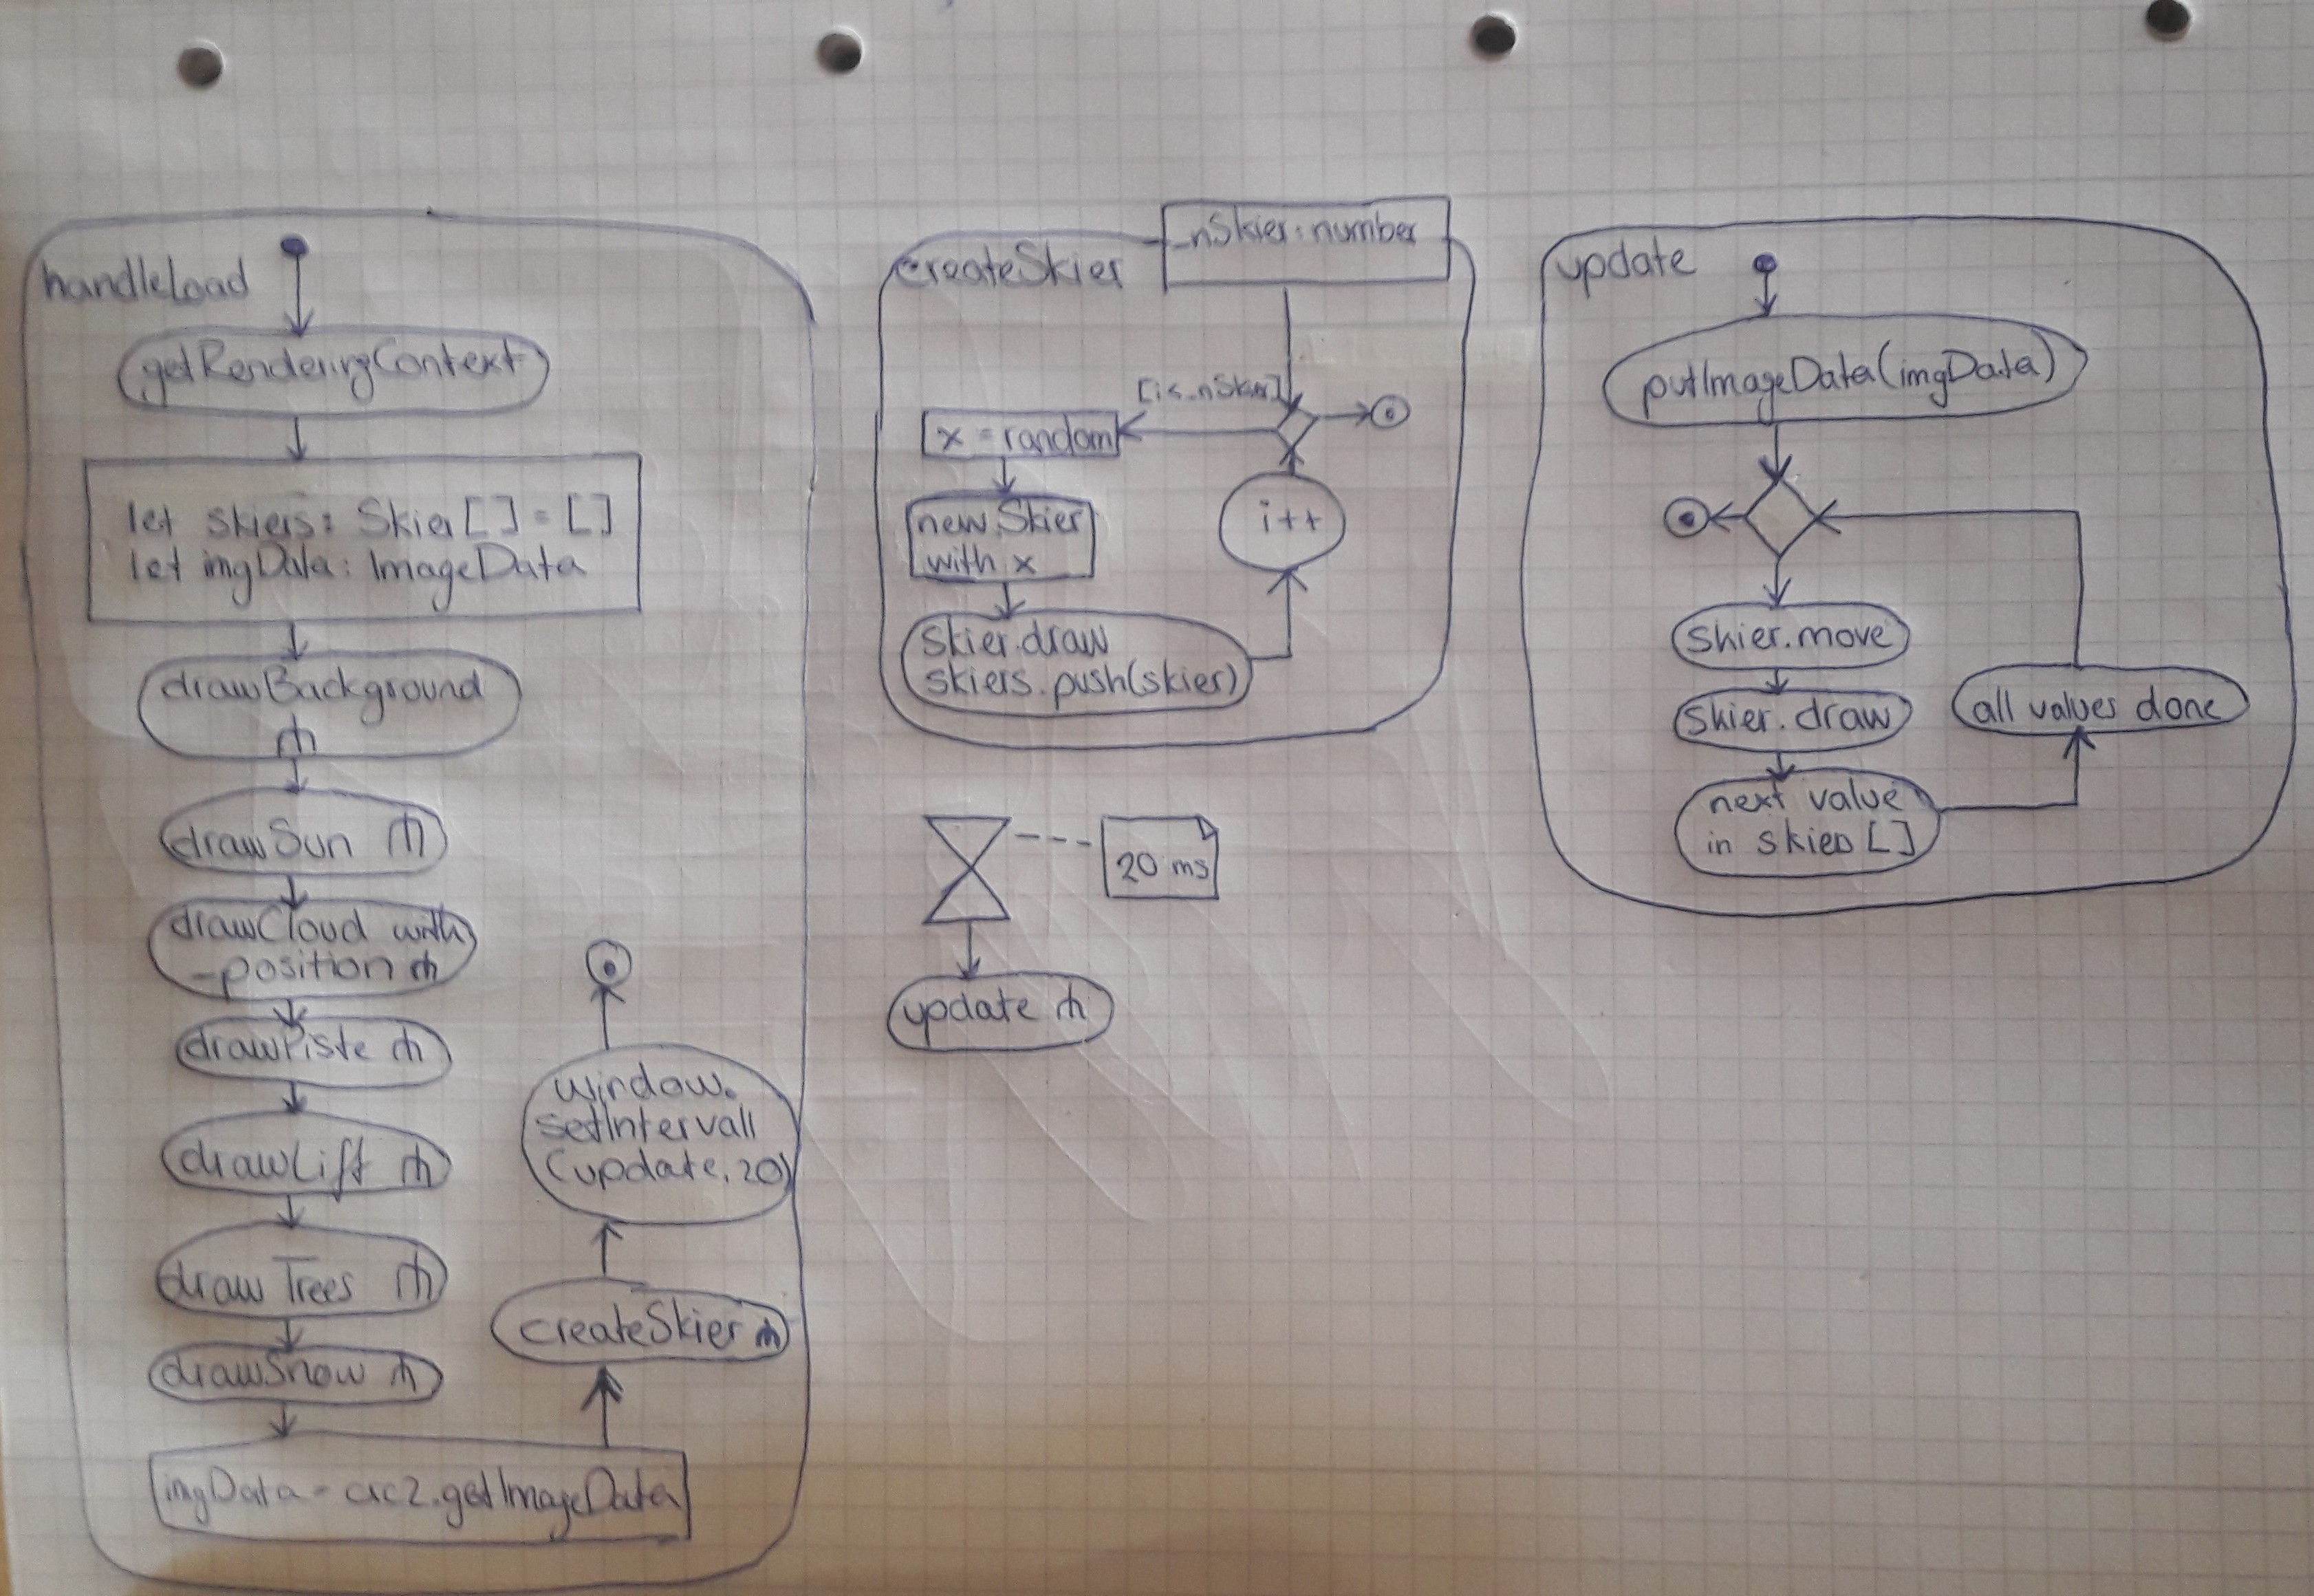 handleLoad
getRenderingContext
let skiers: Skier[] = []
let imgData: ImageData
drawBackground
drawSun
drawCloud with
_position
drawPiste
drawLift
draw Trees
drawSnow
imgData = crc2.getImageData
createSkier
window.
setIntervall
(update, 20)
createSkier
_nSkier: number
x = random
new Skier
with x
skier.draw
skiers.push(skier)
i++
20 ms
update
update
putImageData(imgData)
skier.move
skier.draw
next value
in
all values done